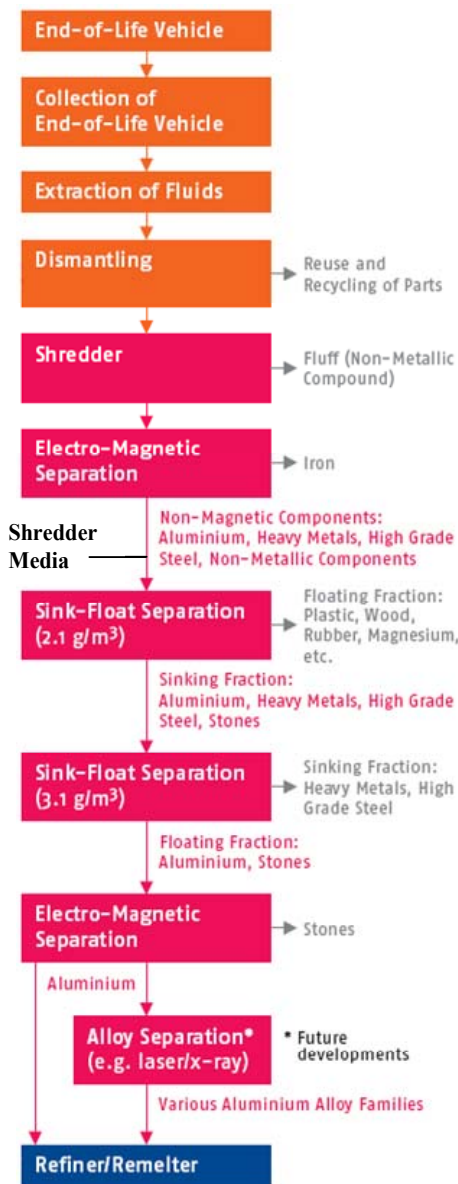 End-of-Life Vehicle
Collection of
End-of-Life Vehicle
Extraction of Fluids
Dismantling
Reuse and
Recycling of Parts
Shredder
Fluff (Non-Metallic
Compound)
Electro-Magnetic
Separation
Iron
Shredder
Media
Non-Magnetic Components:
Aluminium, Heavy Metals, High Grade
Steel, Non-Metallic Components
Sink-Float Separation
(2.1 g/m³)
Floating Fraction:
Plastic, Wood,
Rubber, Magnesium,
etc.
Sinking Fraction:
Aluminium, Heavy Metals, High Grade
Steel, Stones
Sink-Float Separation
(3.1 g/m³)
Sinking Fraction:
Heavy Metals, High
Grade Steel
Floating Fraction:
Aluminium, Stones
Electro-Magnetic
Separation
Stones
Aluminium
Alloy Separation*
(e.g. laser/x-ray)
* Future
developments
Various Aluminium Alloy Families
Refiner/Remelter